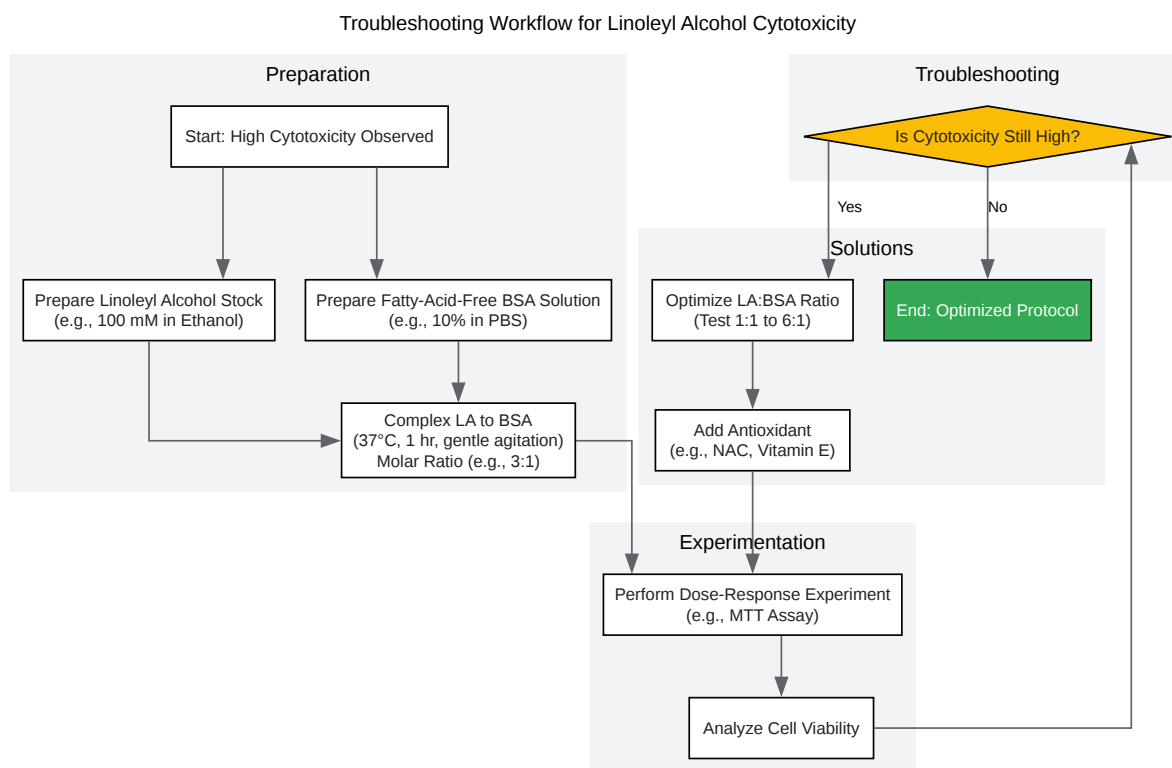 Troubleshooting Workflow for Linoleyl Alcohol Cytotoxicity
Preparation
Start: High Cytotoxicity Observed
Prepare Linoleyl Alcohol Stock
(e.g., 100 mM in Ethanol)
Prepare Fatty-Acid-Free BSA Solution
(e.g., 10% in PBS)
Complex LA to BSA
(37°C, 1 hr, gentle agitation)
Molar Ratio (e.g., 3:1)
Troubleshooting
Is Cytotoxicity Still High?
Yes
No
Solutions
Optimize LA:BSA Ratio
(Test 1:1 to 6:1)
End: Optimized Protocol
Add Antioxidant
(e.g., NAC, Vitamin E)
Experimentation
Perform Dose-Response Experiment
(e.g., MTT Assay)
Analyze Cell Viability